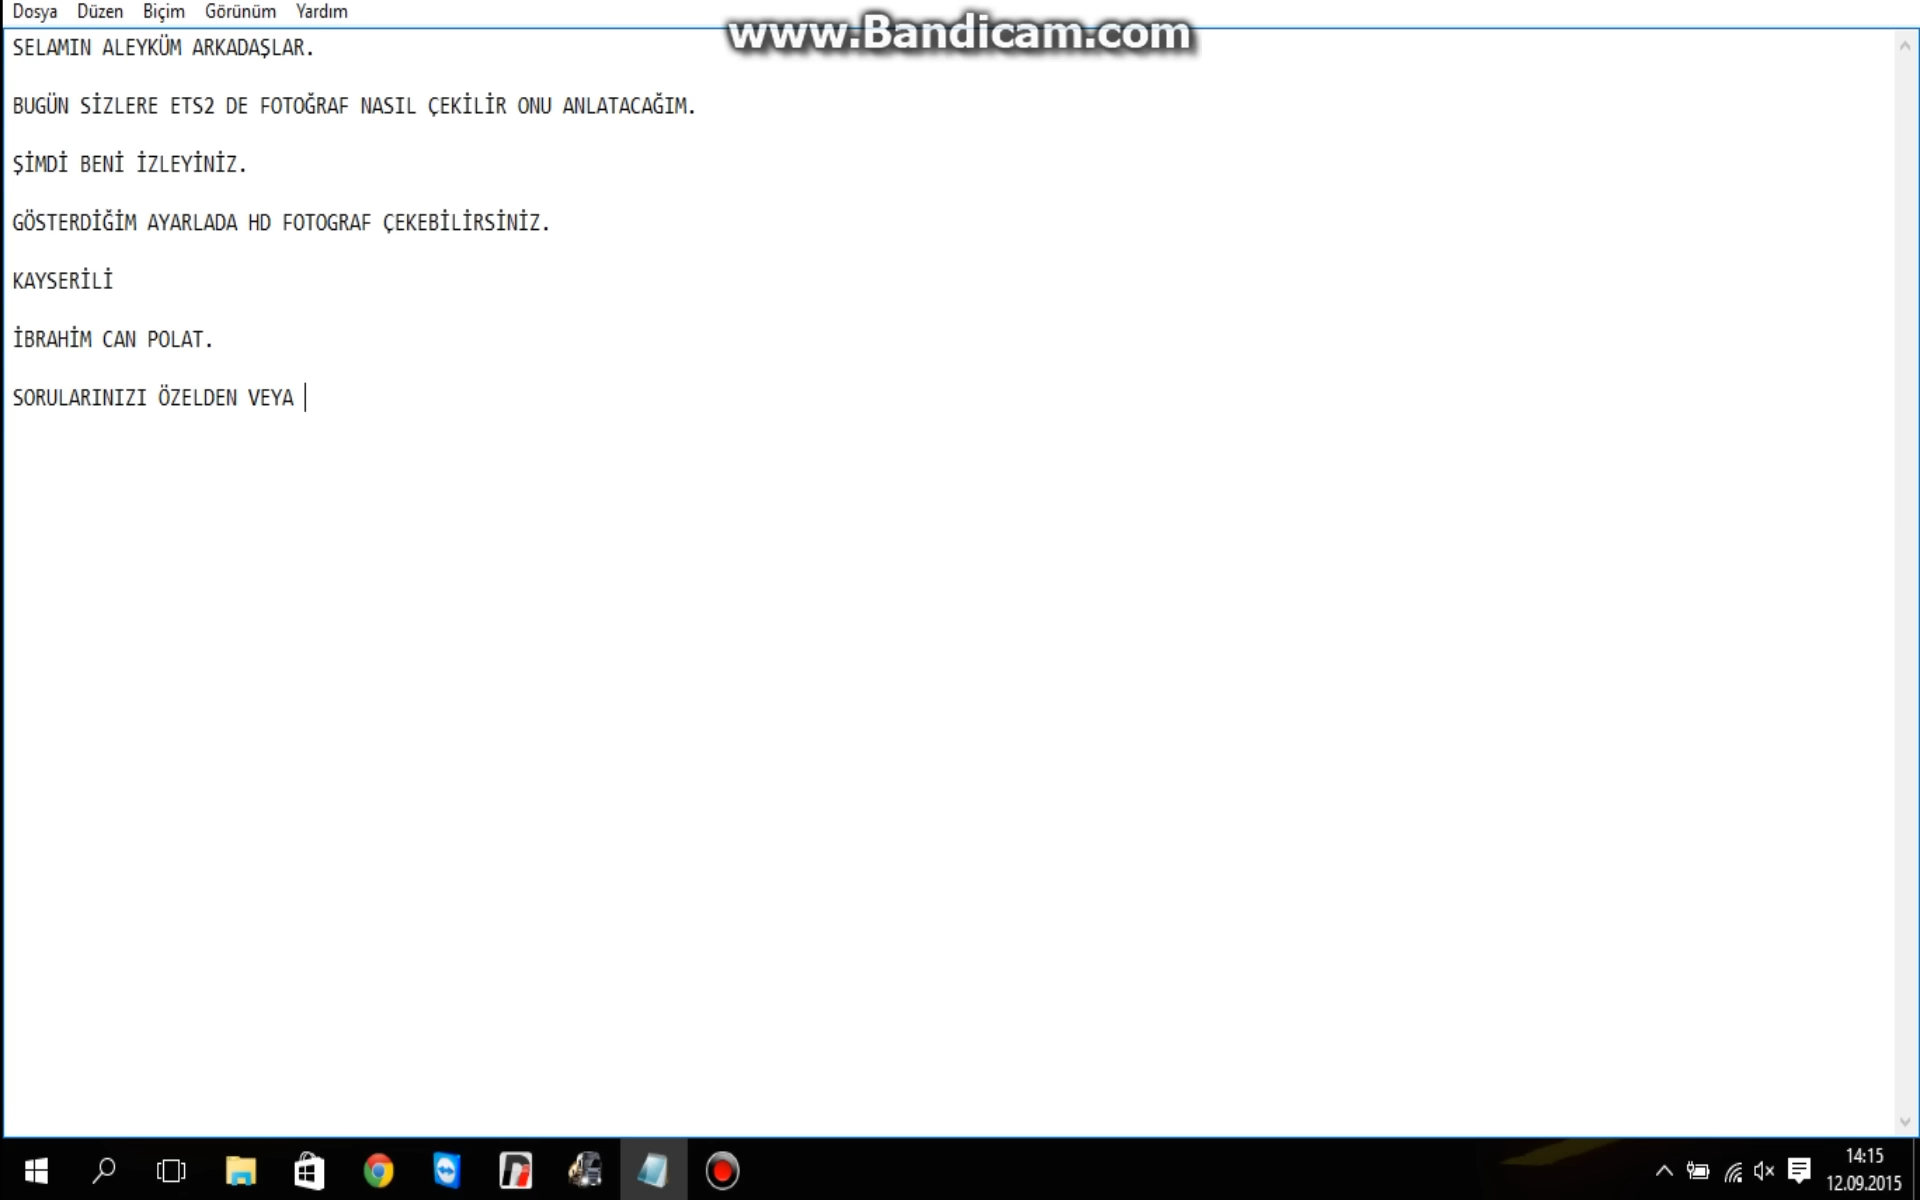 Dosya Düzen Biçim Görünüm Yardım
www.Bandicam.com
SELAMIN ALEYKÜM ARKADAŞLAR.
BUGÜN SİZLERE ETS2 DE FOTOĞRAF NASIL ÇEKİLİR ONU ANLATACAĞIM.
ŞİMDİ BENİ İZLEYİNİZ.
GÖSTERDİĞİM AYARLADA HD FOTOGRAF ÇEKEBİLİRSİNİZ.
KAYSERİLİ
İBRAHİM CAN POLAT.
SORULARINIZI ÖZELDEN VEYA
14:15
12.09.2015